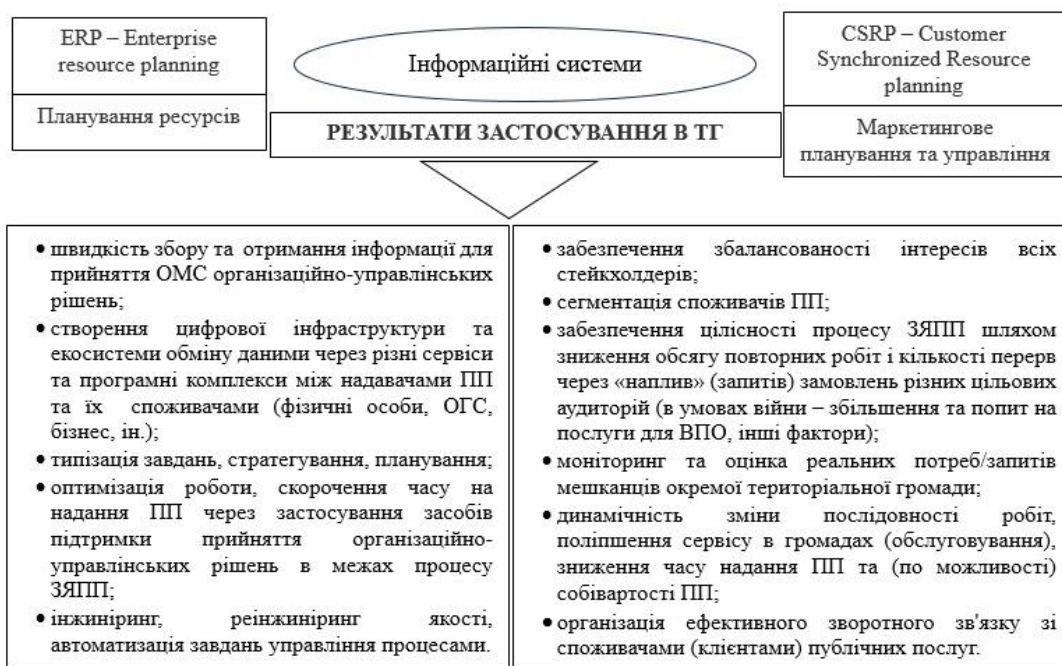 ERP – Enterprise
resource planning
Планування ресурсів
Інформаційні системи
CSRP – Customer
Synchronized Resource
planning
Маркетингове
планування та управління
РЕЗУЛЬТАТИ ЗАСТОСУВАННЯ В ТГ
• швидкість збору та отримання інформації для
прийняття ОМС організаційно-управлінських
рішень;
• створення цифрової інфраструктури та
екосистеми обміну даними через різні сервіси
та програмні комплекси між надавачами ПП
та їх споживачами (фізичні особи, ОГС,
бізнес, ін.);
• типізація завдань, стратегування, планування;
• оптимізація роботи, скорочення часу на
надання ПП через застосування засобів
підтримки прийняття організаційно-
управлінських рішень в межах процесу
ЗЯПП;
• інжиніринг, реінжиніринг якості,
автоматизація завдань управління процесами.
• забезпечення збалансованості інтересів всіх
стейкхолдерів;
• сегментація споживачів ПП;
• забезпечення цілісності процесу ЗЯПП шляхом
зниження обсягу повторних робіт і кількості перерв
через «наплив» (запитів) замовлень різних цільових
аудиторій (в умовах війни – збільшення та попит на
послуги для ВПО, інші фактори);
• моніторинг та оцінка реальних потреб/запитів
мешканців окремої територіальної громади;
• динамічність зміни послідовності робіт,
поліпшення сервісу в громадах (обслуговування),
зниження часу надання ПП та (по можливості)
собівартості ПП;
• організація ефективного зворотного зв'язку зі
споживачами (клієнтами) публічних послуг.